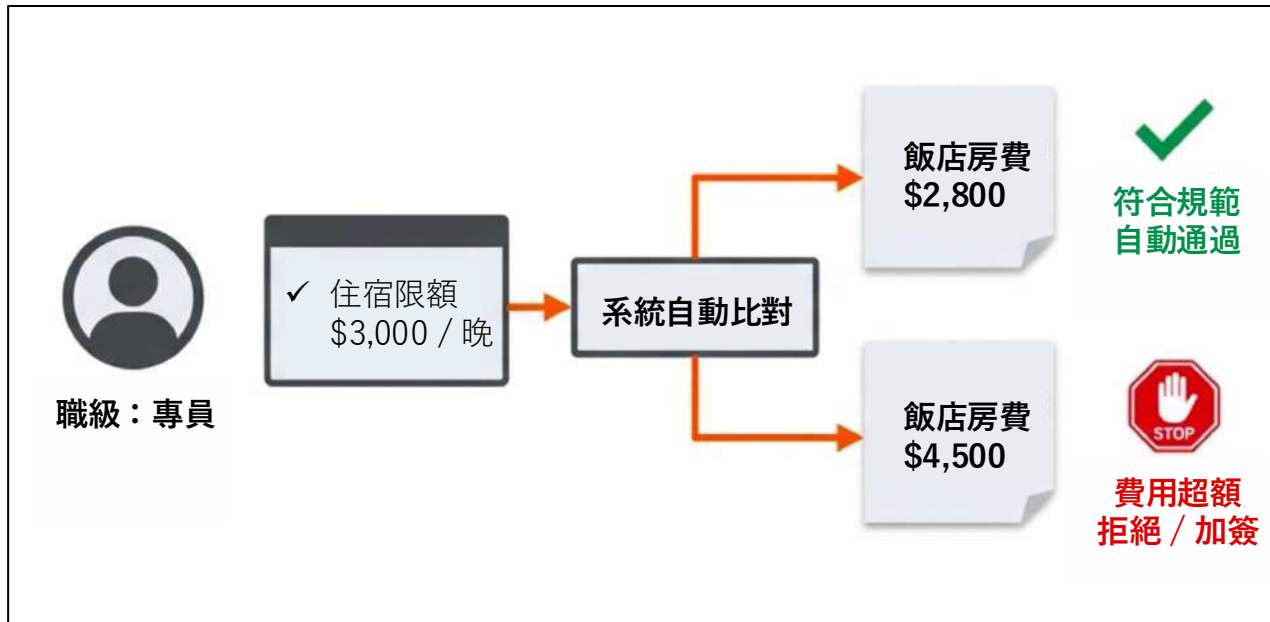 職級：專員
✓ 住宿限額
$3,000 / 晚
系統自動比對
飯店房費
$2,800
符合規範
自動通過
飯店房費
$4,500
STOP
費用超額
拒絕 / 加簽